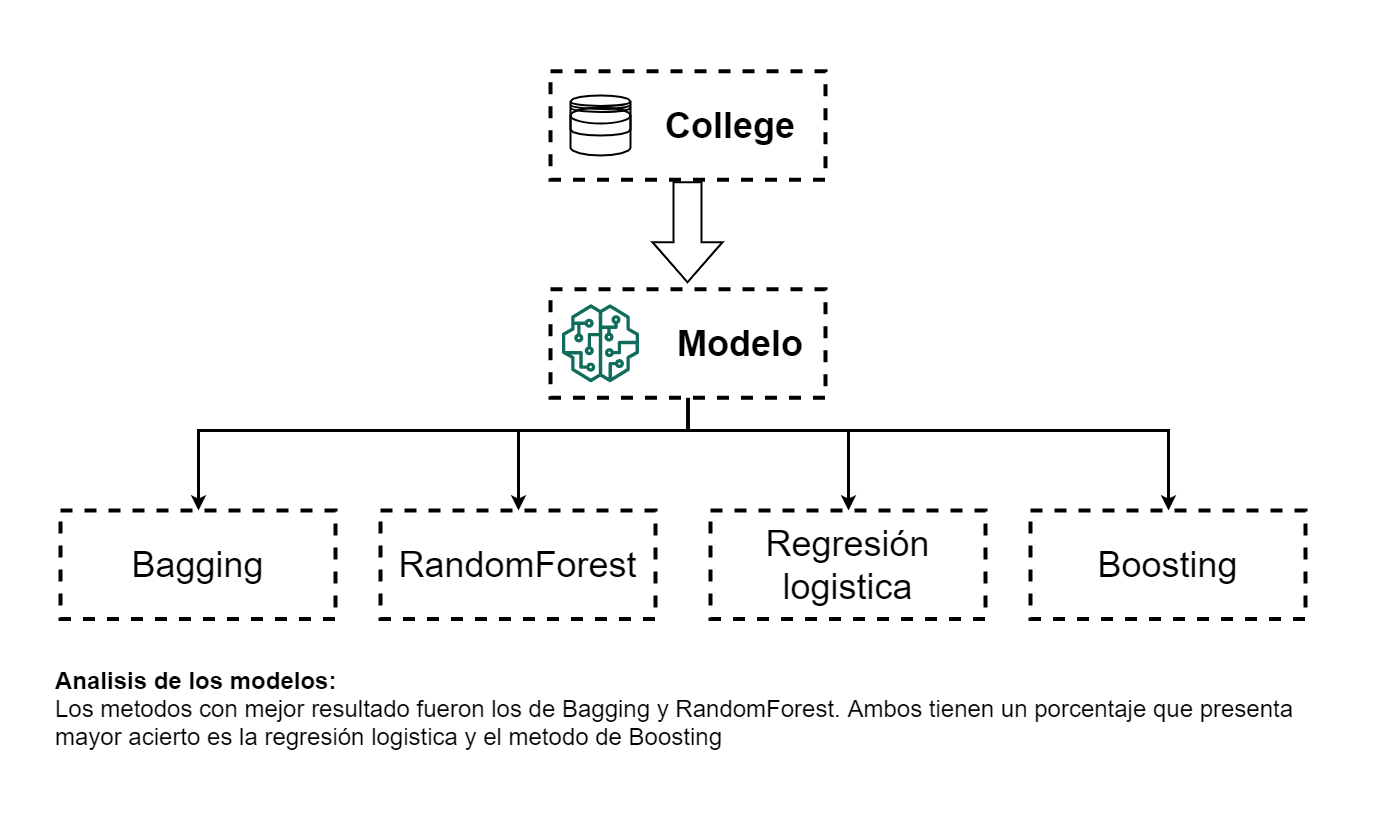 College
Modelo
Bagging
RandomForest
Regresión
logistica
Boosting
Analisis de los modelos:
Los metodos con mejor resultado fueron los de Bagging y RandomForest. Ambos tienen un porcentaje que presenta
mayor acierto es la regresión logistica y el metodo de Boosting